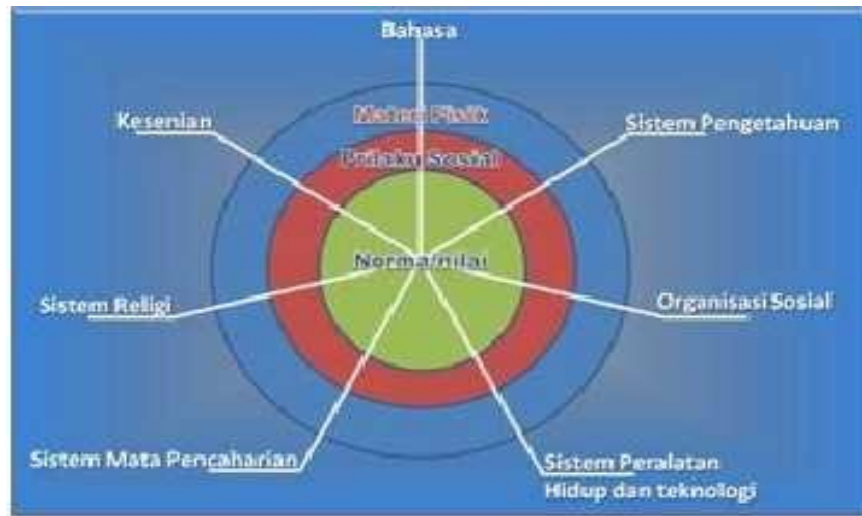 Bahasa
Kesenian
Materi Fisik
Sistem Pengetahuan
Prilaku Sosial
Norma/nilai
Sistem Religi
Organisasi Sosial
Sistem Mata Pencaharian
Sistem Peralatan
Hidup dan teknologi